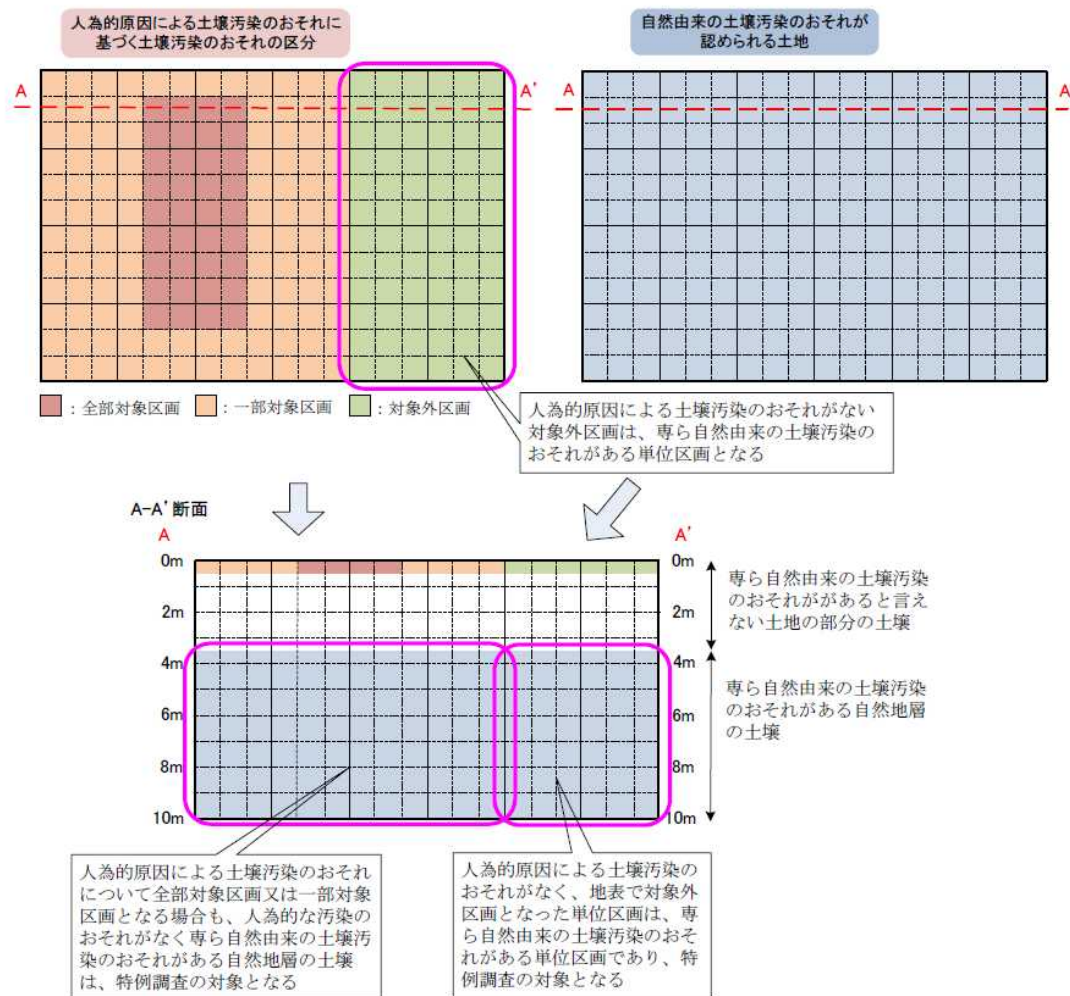 人為的原因による土壌汚染のおそれに
基づく土壌汚染のおそれの区分
自然由来の土壌汚染のおそれが
認められる土地
A
A'
A
A
：全部対象区画
：一部対象区画
：対象外区画
人為的原因による土壌汚染のおそれがない
対象外区画は、専ら自然由来の土壌汚染の
おそれがある単位区画となる
A-A'断面
A
A'
0m
2m
4m
6m
8m
10m
0m
2m
4m
6m
8m
10m
専ら自然由来の土壌汚染
のおそれががあると言え
ない土地の部分の土壌
専ら自然由来の土壌汚染
のおそれがある自然地層
の土壌
人為的原因による土壌汚染のおそれ
について全部対象区画又は一部対象
区画となる場合も、人為的な汚染の
おそれがなく専ら自然由来の土壌汚
染のおそれがある自然地層の土壌
は、特例調査の対象となる
人為的原因による土壌汚染の
おそれがなく、地表で対象外
区画となった単位区画は、専
ら自然由来の土壌汚染のおそ
れがある単位区画であり、特
例調査の対象となる